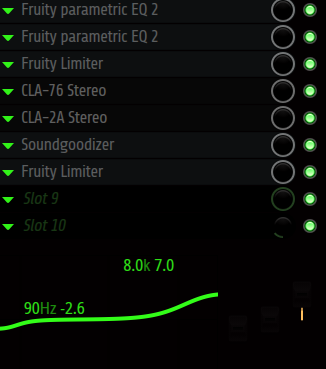 Fruity parametric EQ 2
Fruity parametric EQ 2
Fruity Limiter
CLA-76 Stereo
CLA-2A Stereo
Soundgoodizer
Fruity Limiter
Slot 9
Slot 10
8.0k 7.0
90Hz -2.6